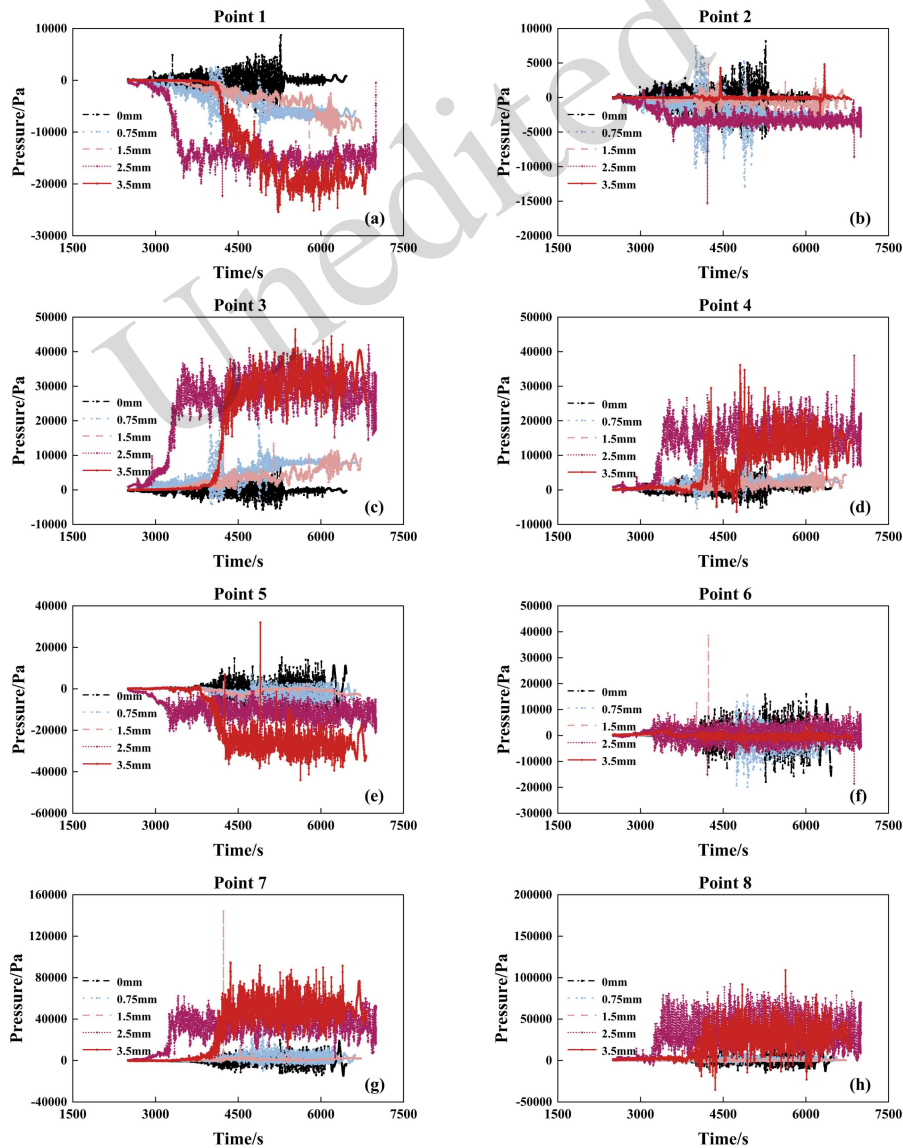 Point 1
10000
0
-10000
-20000
-30000
Pressure/Pa
0mm
0.75mm
1.5mm
2.5mm
3.5mm
(a)
1500 3000 4500 6000 7500
Time/s
Point 2
10000
5000
0
-5000
-10000
-15000
-20000
Pressure/Pa
0mm
0.75mm
1.5mm
2.5mm
3.5mm
(b)
1500 3000 4500 6000 7500
Time/s
Point 3
50000
40000
30000
20000
10000
0
-10000
Pressure/Pa
0mm
0.75mm
1.5mm
2.5mm
3.5mm
(c)
1500 3000 4500 6000 7500
Time/s
Point 4
50000
40000
30000
20000
10000
0
-10000
Pressure/Pa
0mm
0.75mm
1.5mm
2.5mm
3.5mm
(d)
1500 3000 4500 6000 7500
Time/s
Point 5
40000
20000
0
-20000
-40000
-60000
Pressure/Pa
0mm
0.75mm
1.5mm
2.5mm
3.5mm
(e)
1500 3000 4500 6000 7500
Time/s
Point 6
50000
40000
30000
20000
10000
0
-10000
-20000
-30000
Pressure/Pa
0mm
0.75mm
1.5mm
2.5mm
3.5mm
(f)
1500 3000 4500 6000 7500
Time/s
Point 7
160000
120000
80000
40000
0
-40000
Pressure/Pa
0mm
0.75mm
1.5mm
2.5mm
3.5mm
(g)
1500 3000 4500 6000 7500
Time/s
Point 8
200000
150000
100000
50000
0
-50000
Pressure/Pa
0mm
0.75mm
1.5mm
2.5mm
3.5mm
(h)
1500 3000 4500 6000 7500
Time/s
Unedited